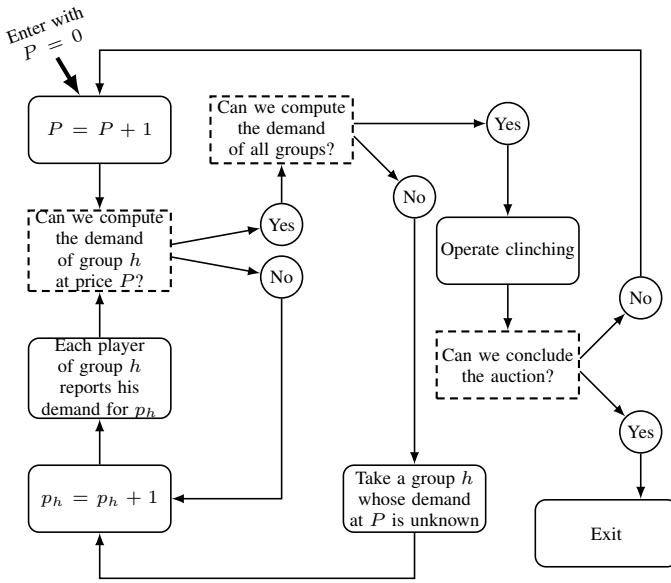 Enter with
P = 0
P = P + 1
Can we compute
the demand
of group h
at price P?
Each player
of group h
reports his
demand for p_h
p_h = p_h + 1
Yes
No
Can we compute
the demand
of all groups?
Yes
No
Take a group h
whose demand
at P is unknown
Operate clinching
Can we conclude
the auction?
No
Yes
Exit